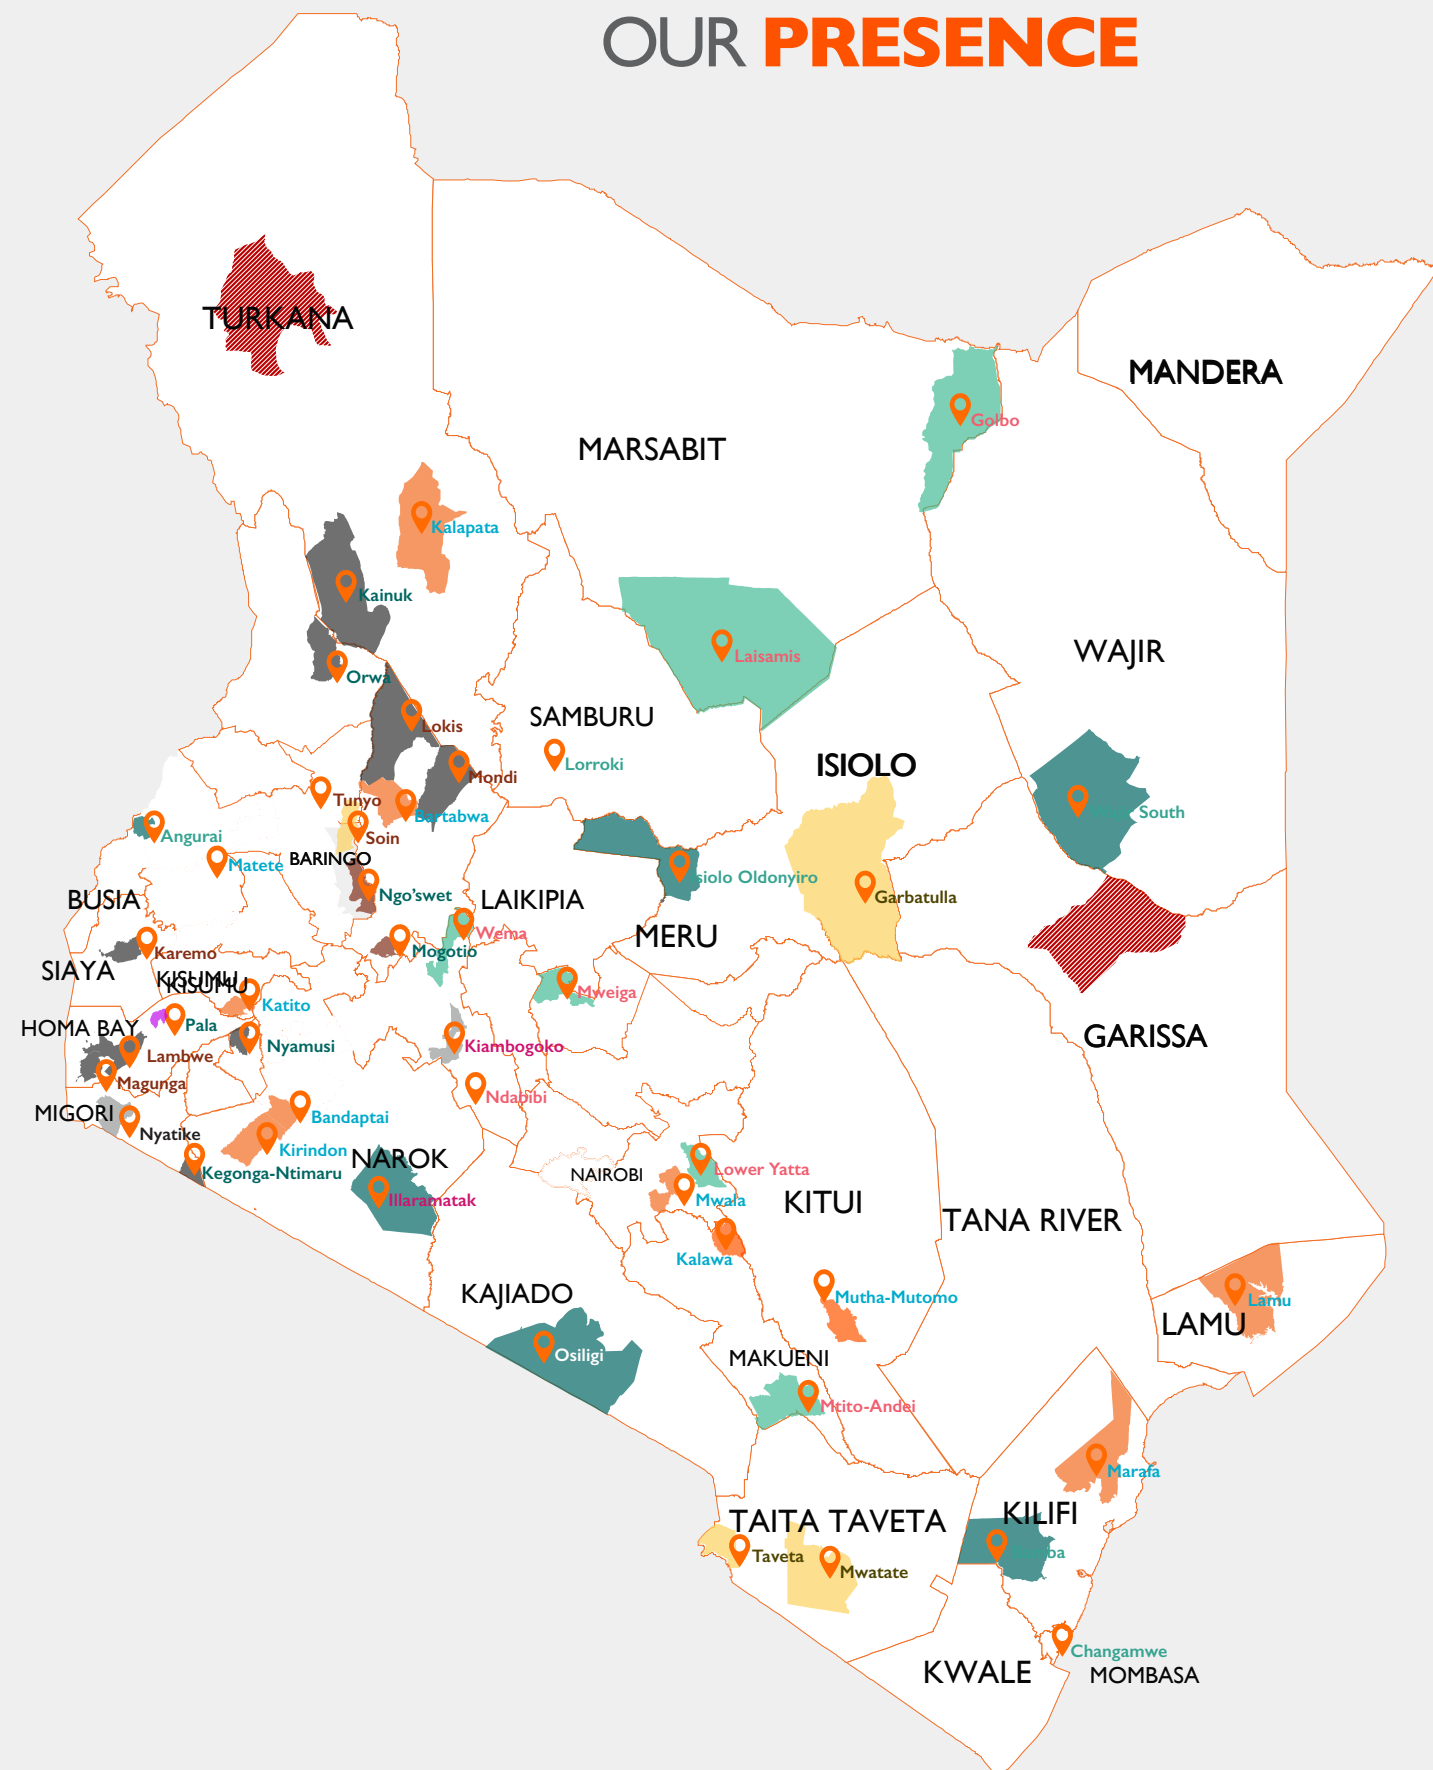 OUR PRESENCE
TURKANA
MANDERA
Golbo
MARSABIT
Kalapata
Kainuk
WAJIR
Laisamis
Orwa
SAMBURU
Lokis
Lorroki
ISIOLO
Mondi
Tunyo
South
Bartabwa
Angurai
Soin
BARINGO
Matete
siolo Oldonyiro
Ngo'swet
Garbatulla
BUSIA
LAIKIPIA
Wema
MERU
Karemo
Mogotio
SIAYA
KISUMU
KISUMU
Mweiga
Katito
HOMA BAY
Pala
GARISSA
Nyamusi
Kiambogoko
Lambwe
Magunga
Ndabibi
MIGORI
Bandaptai
Nyatike
Kirindon
NAROK
Kegonga-Ntimaru
NAIROBI
Lower Yatta
Illaramatak
Mwala
KITUI
TANA RIVER
Kalawa
KAJIADO
Mutha-Mutomo
Lamu
LAMU
Osiligi
MAKUENI
Mtito-Andei
Marafa
KILIFI
TAITA TAVETA
Taveta
Mwatate
Changamwe
KWALE
MOMBASA